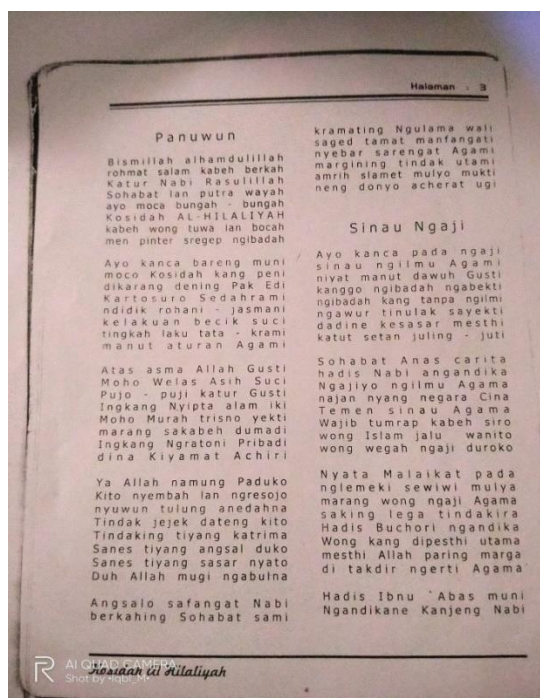 Halaman : 3
Panuwun
Bismillah alhamdulillah
rohmat salam kabeh berkah
Katur Nabi Rasulillah
Sohabat lan putra wayah
ayo moca bungah - bungah
Kosidah AL-HILALIYAH
kabeh wong tuwa lan bocah
men pinter sregep ngibadah
Ayo kanca bareng muni
moco Kosidah kang peni
dikarang dening Pak Edi
Kartosuro Sedahrami
ndidik rohani - jasmani
kelakuan becik suci
tingkah laku tata - krami
manut aturan Agami
Atas asma Allah Gusti
Moho Welas Asih Suci
Pujo - puji katur Gusti
Ingkang Nyipta alam iki
Moho Murah trisno yekti
marang sakabeh dumadi
Ingkang Ngratoni Pribadi
dina Kiyamat Achiri
Ya Allah namung Paduko
Kito nyembah lan ngresojo
nyuwun tulung anedahna
Tindak jejek dateng kito
Tindaking tiyang katrima
Sanes tiyang angsal duko
Sanes tiyang sasar nyato
Duh Allah mugi ngabulna
Angsalo safangat Nabi
berkahing Sohabat sami
kramating Ngulama wali
saged tamat manfangati
nyebar sarengat Agami
margining tindak utami
amrih slamet mulyo mukti
neng donyo acherat ugi
Sinau Ngaji
Ayo kanca pada ngaji
sinau ngilmu Agami
niyat manut dawuh Gusti
kanggo ngibadah ngabekti
ngibadah kang tanpa ngilmi
ngawur tinulak sayekti
dadine kesasar mesthi
katut setan juling - juti
Sohabat Anas carita
hadis Nabi angandika
Ngajiyo ngilmu Agama
najan nyang negara Cina
Temen sinau Agama
Wajib tumrap kabeh siro
wong Islam jalu wanito
wong wegah ngaji duroko
Nyata Malaikat pada
nglemeki sewiwi mulya
marang wong ngaji Agama
saking lega tindakira
Hadis Buchori ngandika
Wong kang dipesthi utama
mesthi Allah paring marga
di takdir ngerti Agama
Hadis Ibnu 'Abas muni
Ngandikane Kanjeng Nabi
Kosidah Al Hilaliyah
AI QUAD CAMERA
Shot by •Iqbl_M•